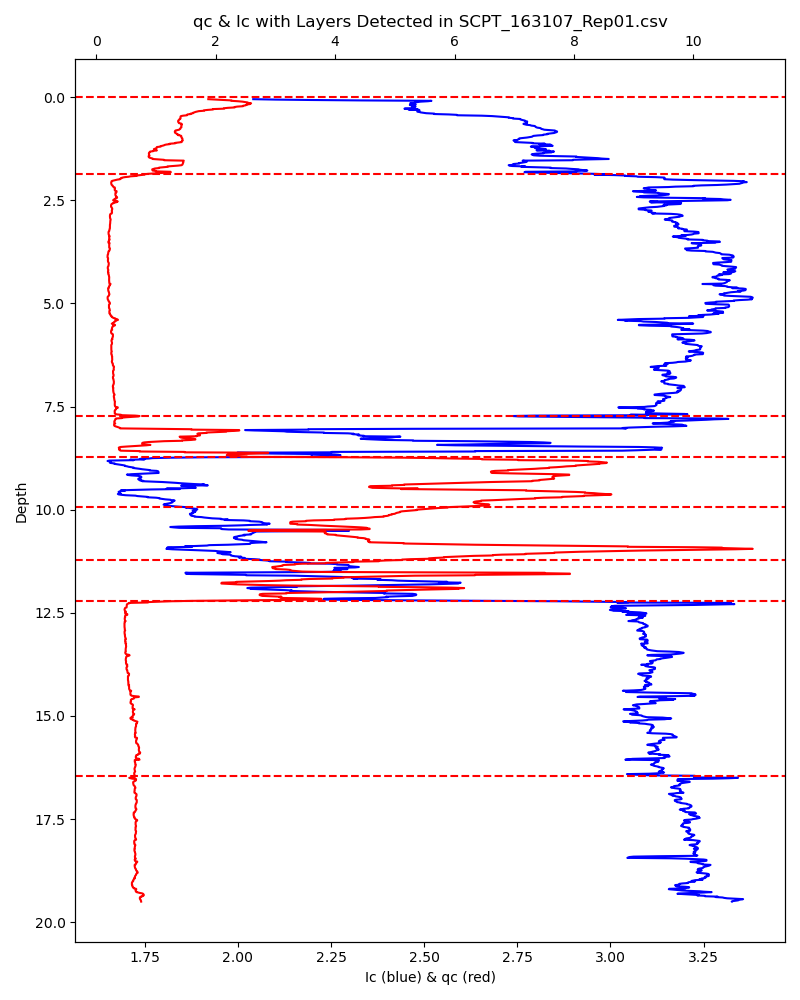 qc & Ic with Layers Detected in SCPT_163107_Rep01.csv
0 2 4 6 8 10
0.0
2.5
5.0
7.5
10.0
12.5
15.0
17.5
20.0
Depth
1.75 2.00 2.25 2.50 2.75 3.00 3.25
Ic (blue) & qc (red)